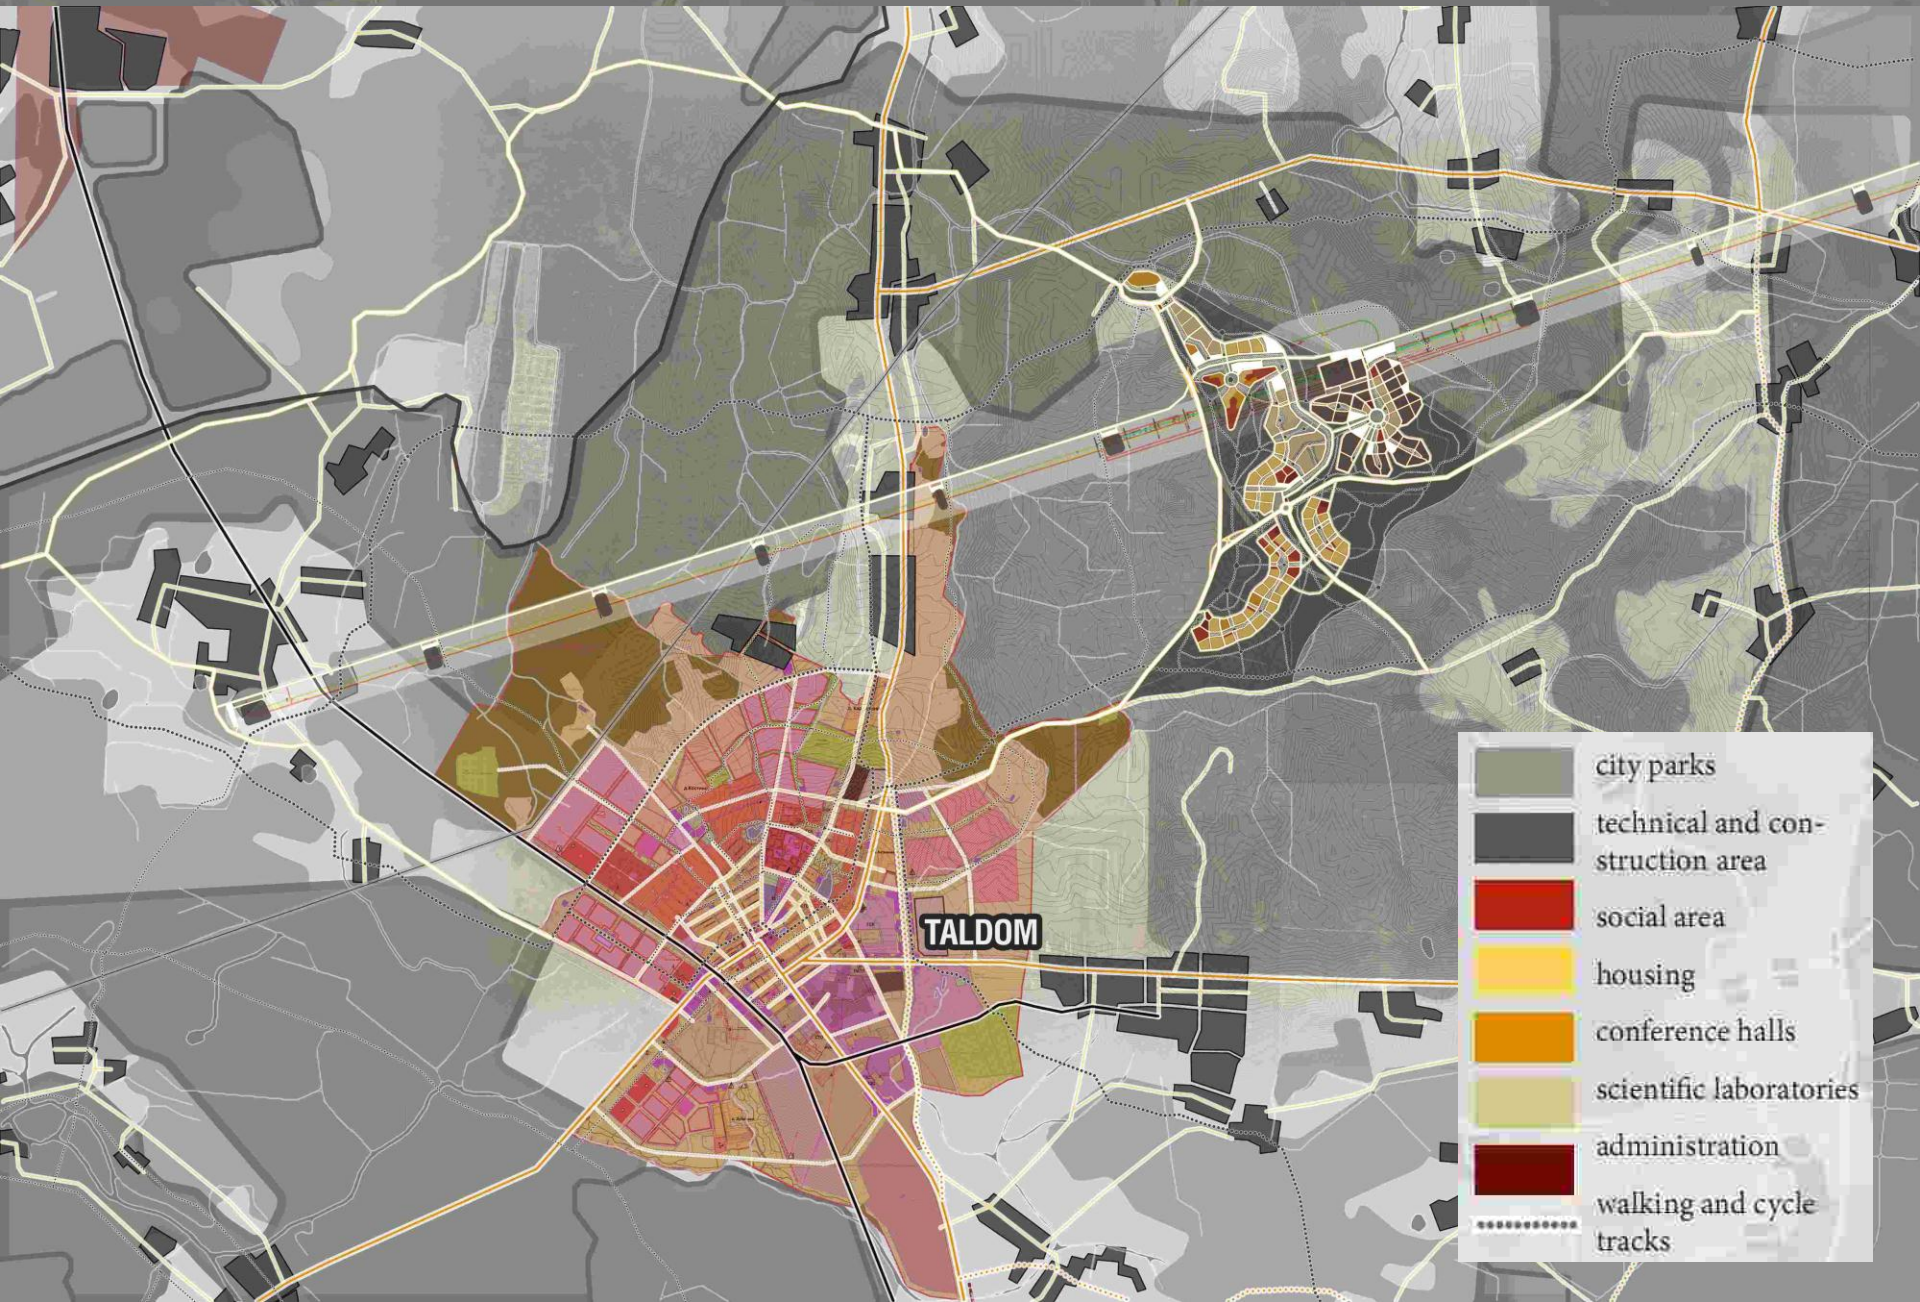 TALDOM
city parks
technical and con-
struction area
social area
housing
conference halls
scientific laboratories
administration
walking and cycle
tracks